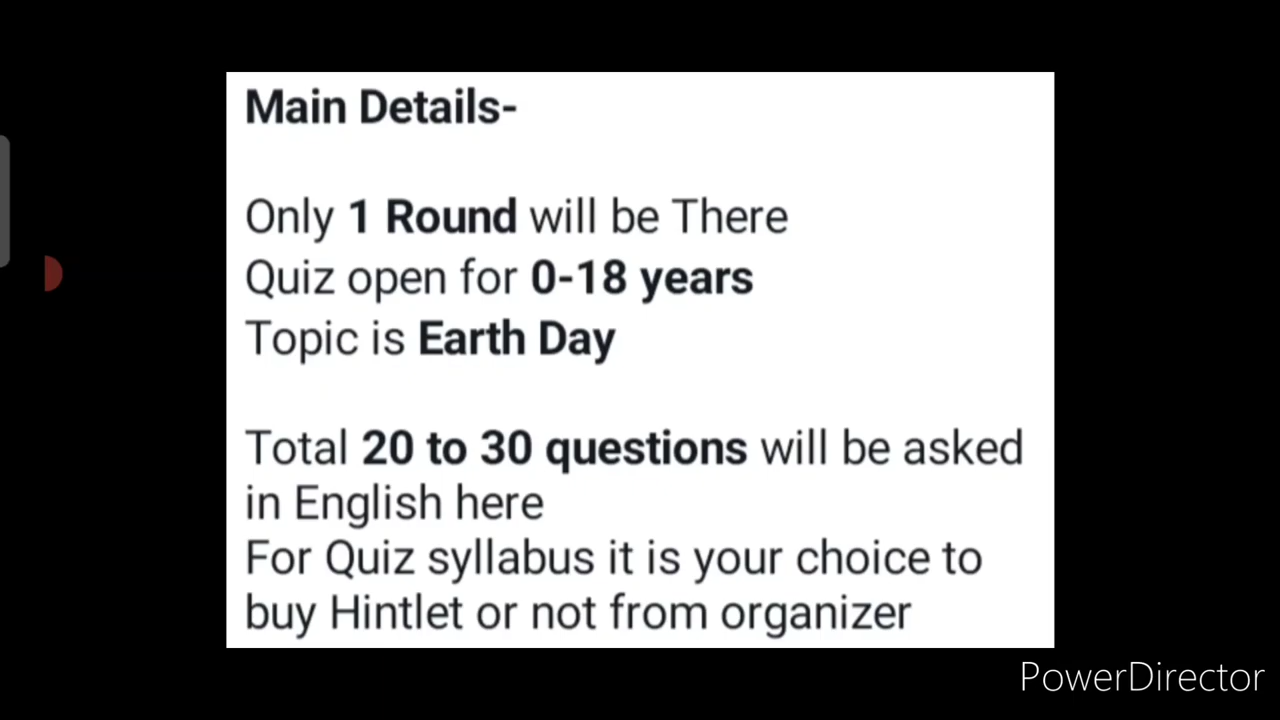 Main Details-
Only 1 Round will be There
Quiz open for 0-18 years
Topic is Earth Day
Total 20 to 30 questions will be asked
in English here
For Quiz syllabus it is your choice to
buy Hintlet or not from organizer
PowerDirector